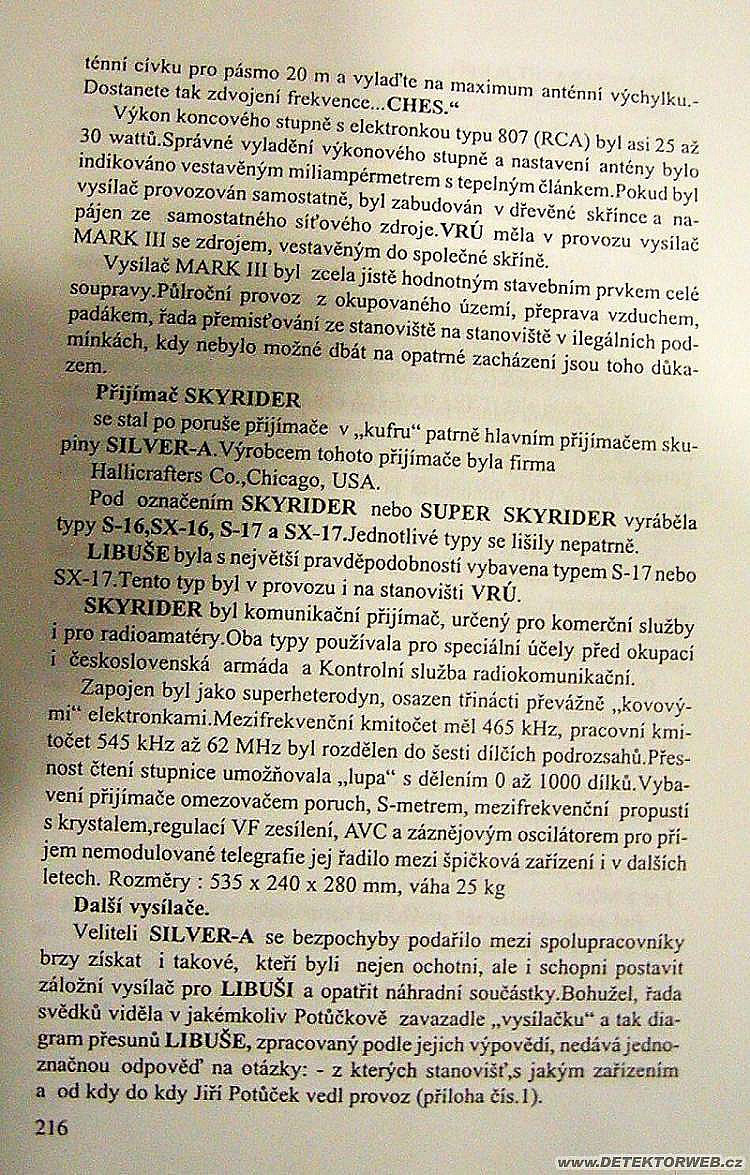 ténní cívku pro pásmo 20 m a vylaďte na maximum anténní výchylku.-
Dostanete tak zdvojení frekvence...CHES."
Výkon koncového stupně s elektronkou typu 807 (RCA) byl asi 25 až
30 wattů.Správné vyladění výkonového stupně a nastavení antény bylo
indikováno vestavěným miliampérmetrem s tepelným článkem.Pokud byl
vysílač provozován samostatně, byl zabudován v dřevěné skřínce a na-
pájen ze samostatného síťového zdroje.VRÚ měla v provozu vysílač
MARK III se zdrojem, vestavěným do společné skříně.
Vysílač MARK III byl zcela jistě hodnotným stavebním prvkem celé
soupravy.Půlroční provoz z okupovaného území, přeprava vzduchem,
padákem, řada přemisťování ze stanoviště na stanoviště v ilegálních pod-
mínkách, kdy nebylo možné dbát na opatrné zacházení jsou toho důka-
zem.
Přijímač SKYRIDER
se stal po poruše přijímače v „kufru" patrně hlavním přijímačem sku-
piny SILVER-A.Výrobcem tohoto přijímače byla firma
Hallicrafters Co.,Chicago, USA.
Pod označením SKYRIDER nebo SUPER SKYRIDER vyráběla
typy S-16,SX-16, S-17 a SX-17.Jednotlivé typy se lišily nepatrně.
LIBUŠE byla s největší pravděpodobností vybavena typem S-17 nebo
SX-17.Tento typ byl v provozu i na stanovišti VRÚ.
SKYRIDER byl komunikační přijímač, určený pro komerční služby
i pro radioamatéry.Oba typy používala pro speciální účely před okupací
i československá armáda a Kontrolní služba radiokomunikační.
Zapojen byl jako superheterodyn, osazen třinácti převážně „kovový-
mi" elektronkami.Mezifrekvenční kmitočet měl 465 kHz, pracovní kmi-
točet 545 kHz až 62 MHz byl rozdělen do šesti dílčích podrozsahů.Přes-
nost čtení stupnice umožňovala „lupa" s dělením 0 až 1000 dílků.Vyba-
vení přijímače omezovačem poruch, S-metrem, mezifrekvenční propustí
s krystalem,regulací VF zesílení, AVC a záznějovým oscilátorem pro pří-
jem nemodulované telegrafie jej řadilo mezi špičková zařízení i v dalších
letech. Rozměry : 535 x 240 x 280 mm, váha 25 kg
Další vysílače.
Veliteli SILVER-A se bezpochyby podařilo mezi spolupracovníky
brzy získat i takové, kteří byli nejen ochotni, ale i schopni postavit
záložní vysílač pro LIBUŠI a opatřit náhradní součástky.Bohužel, řada
svědků viděla v jakémkoliv Potůčkově zavazadle „vysílačku" a tak dia-
gram přesunů LIBUŠE, zpracovaný podle jejich výpovědí, nedává jedno-
značnou odpověď na otázky: - z kterých stanovišť,s jakým zařízením
a od kdy do kdy Jiří Potůček vedl provoz (příloha čís.1).
216
www.DETEKTORWEB.cz